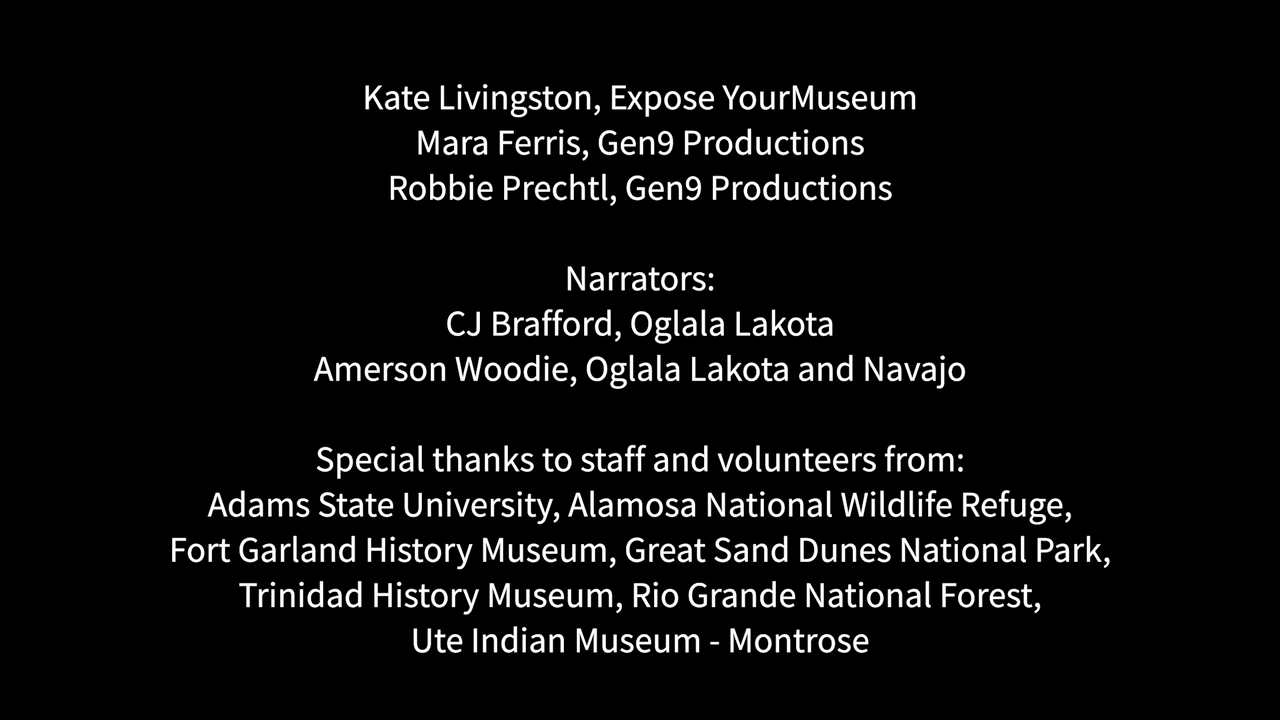 Kate Livingston, Expose YourMuseum
Mara Ferris, Gen9 Productions
Robbie Prechtl, Gen9 Productions
Narrators:
CJ Brafford, Oglala Lakota
Amerson Woodie, Oglala Lakota and Navajo
Special thanks to staff and volunteers from:
Adams State University, Alamosa National Wildlife Refuge,
Fort Garland History Museum, Great Sand Dunes National Park,
Trinidad History Museum, Rio Grande National Forest,
Ute Indian Museum - Montrose